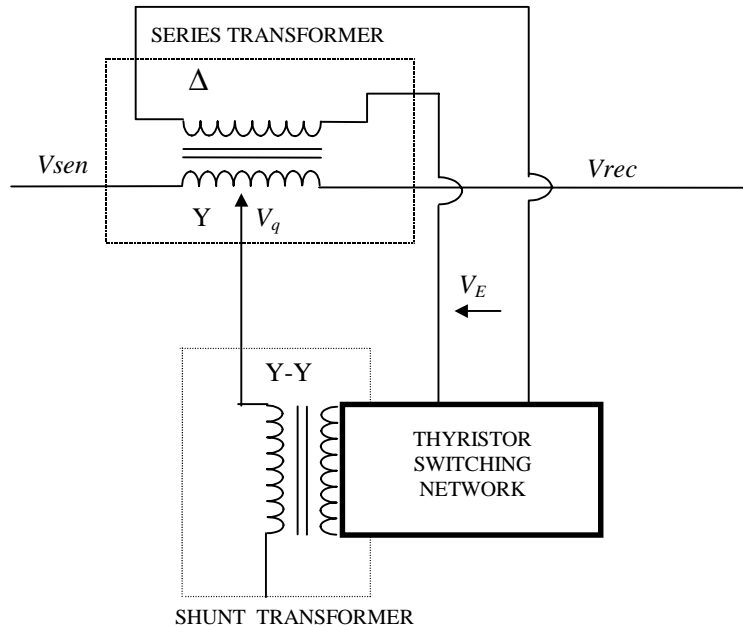 SERIES TRANSFORMER
Δ
Vsen
Vrec
Y
Vq
VE
Y-Y
THYRISTOR
SWITCHING
NETWORK
SHUNT TRANSFORMER